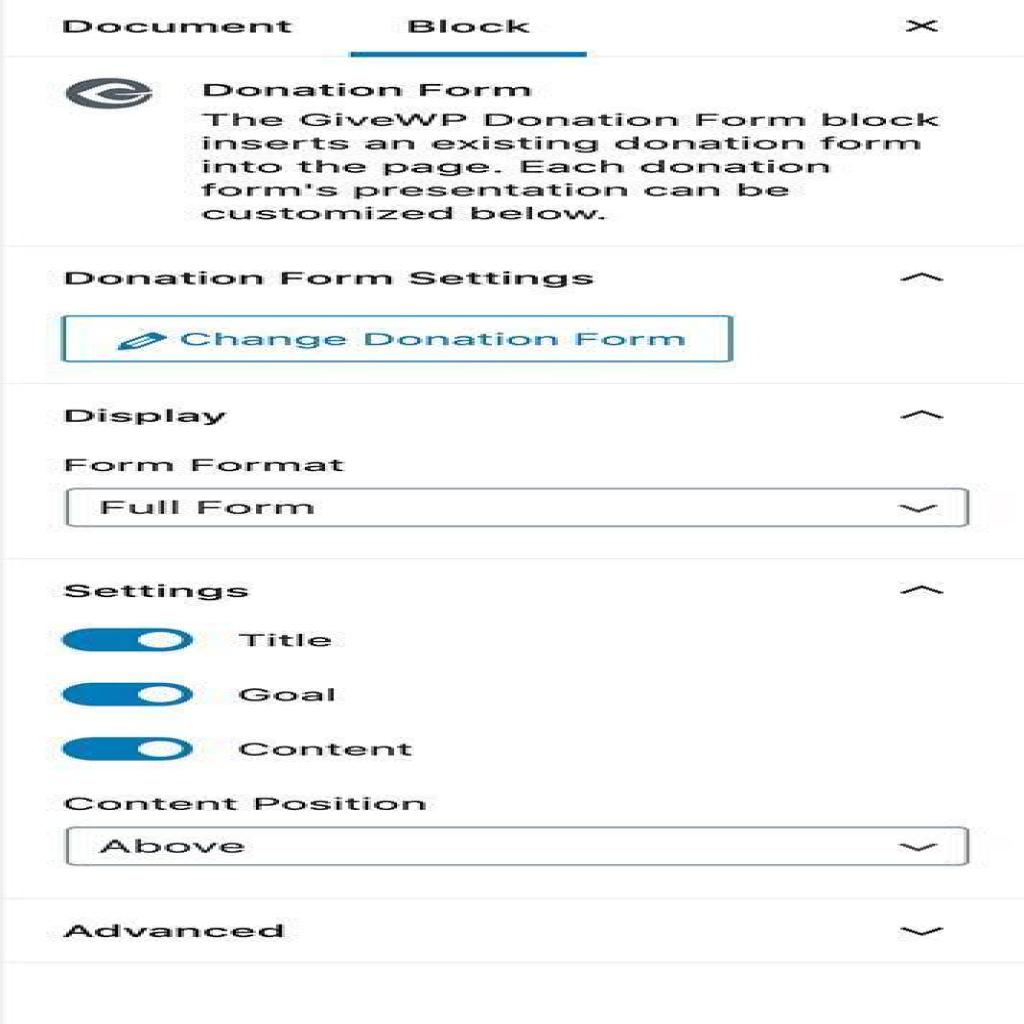 Document Block
Donation Form
The GiveWP Donation Form block
inserts an existing donation form
into the page. Each donation
form's presentation can be
customized below.
Donation Form Settings
Change Donation Form
Display
Form Format
Full Form
Settings
Title
Goal
Content
Content Position
Above
Advanced